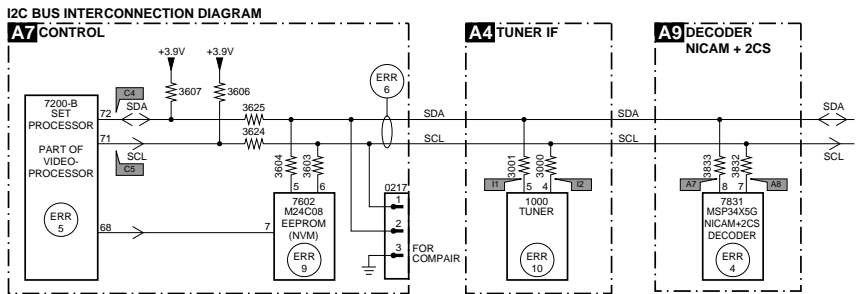 I2C BUS INTERCONNECTION DIAGRAM
A7 CONTROL
A4 TUNER IF
A9 DECODER
NICAM + 2CS
+3.9V
+3.9V
3607
3606
C4
7200-B
SET
PROCESSOR
PART OF
VIDEO-
PROCESSOR
ERR
5
72
SDA
71
SCL
C5
68
3625
3624
3604
3603
5
6
7
7602
M24C08
EEPROM
(NVM)
ERR
9
ERR
6
0217
1
2
3
FOR
COMPAIR
SDA
SCL
3001
3000
I1
5
4
I2
1000
TUNER
ERR
10
SDA
SCL
3833
3832
A7
8
7
A8
7831
MSP34X5G
NICAM+2CS
DECODER
ERR
4
SDA
SCL